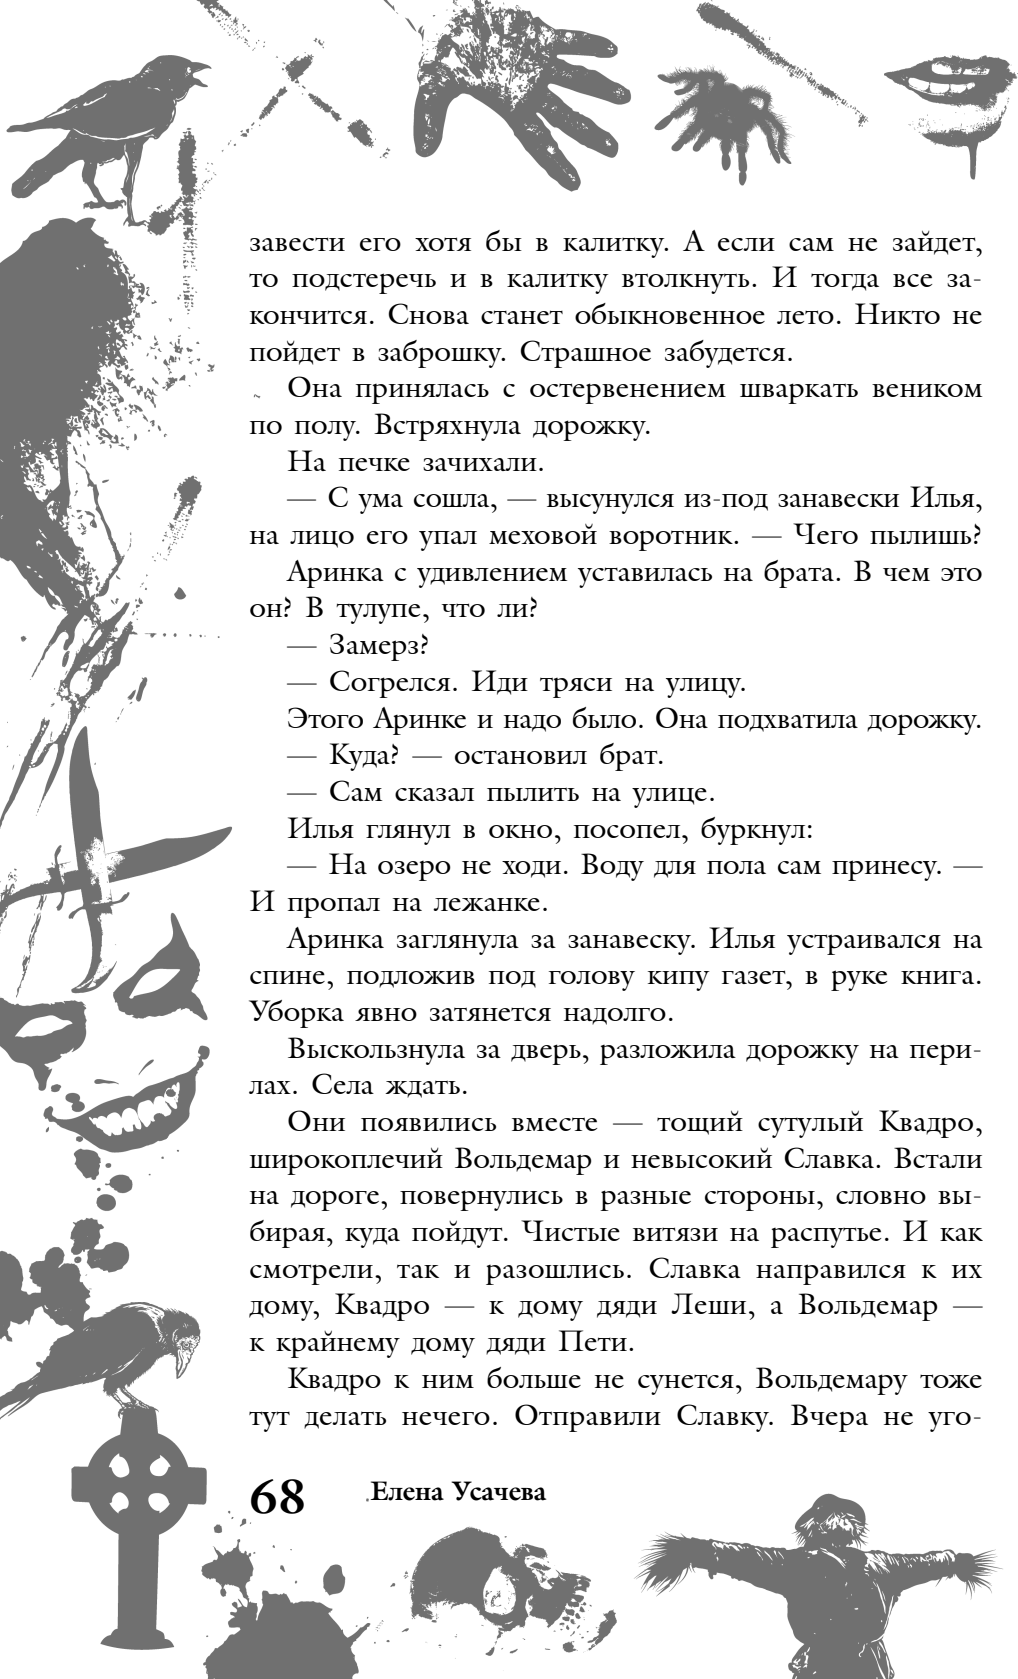 завести его хотя бы в калитку. А если сам не зайдет,
то подстеречь и в калитку втолкнуть. И тогда все за-
кончится. Снова станет обыкновенное лето. Никто не
пойдет в заброшку. Страшное забудется.
Она принялась с остервенением шваркать веником
по полу. Встряхнула дорожку.
На печке зачихали.
— С ума сошла, — высунулся из-под занавески Илья,
на лицо его упал меховой воротник. — Чего пылишь?
Аринка с удивлением уставилась на брата. В чем это
он? В тулупе, что ли?
— Замерз?
— Согрелся. Иди тряси на улицу.
Этого Аринке и надо было. Она подхватила дорожку.
— Куда? — остановил брат.
— Сам сказал пылить на улице.
Илья глянул в окно, посопел, буркнул:
— На озеро не ходи. Воду для пола сам принесу. —
И пропал на лежанке.
Аринка заглянула за занавеску. Илья устраивался на
спине, подложив под голову кипу газет, в руке книга.
Уборка явно затянется надолго.
Выскользнула за дверь, разложила дорожку на пери-
лах. Села ждать.
Они появились вместе — тощий сутулый Квадро,
широкоплечий Вольдемар и невысокий Славка. Встали
на дороге, повернулись в разные стороны, словно вы-
бирая, куда пойдут. Чистые витязи на распутье. И как
смотрели, так и разошлись. Славка направился к их
дому, Квадро — к дому дяди Леши, а Вольдемар —
к крайнему дому дяди Пети.
Квадро к ним больше не сунется, Вольдемару тоже
тут делать нечего. Отправили Славку. Вчера не уго-
68 Елена Усачева